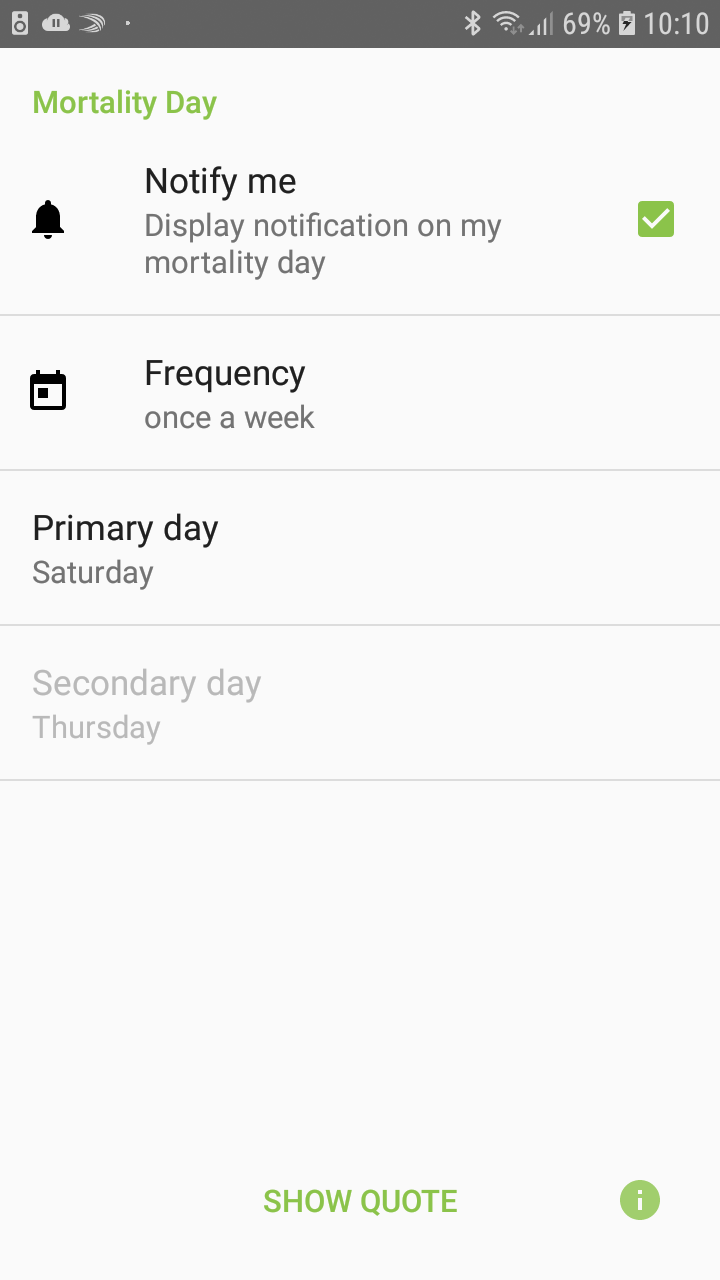 69% 10:10
Mortality Day
Notify me
Display notification on my
mortality day
Frequency
once a week
Primary day
Saturday
Secondary day
Thursday
SHOW QUOTE